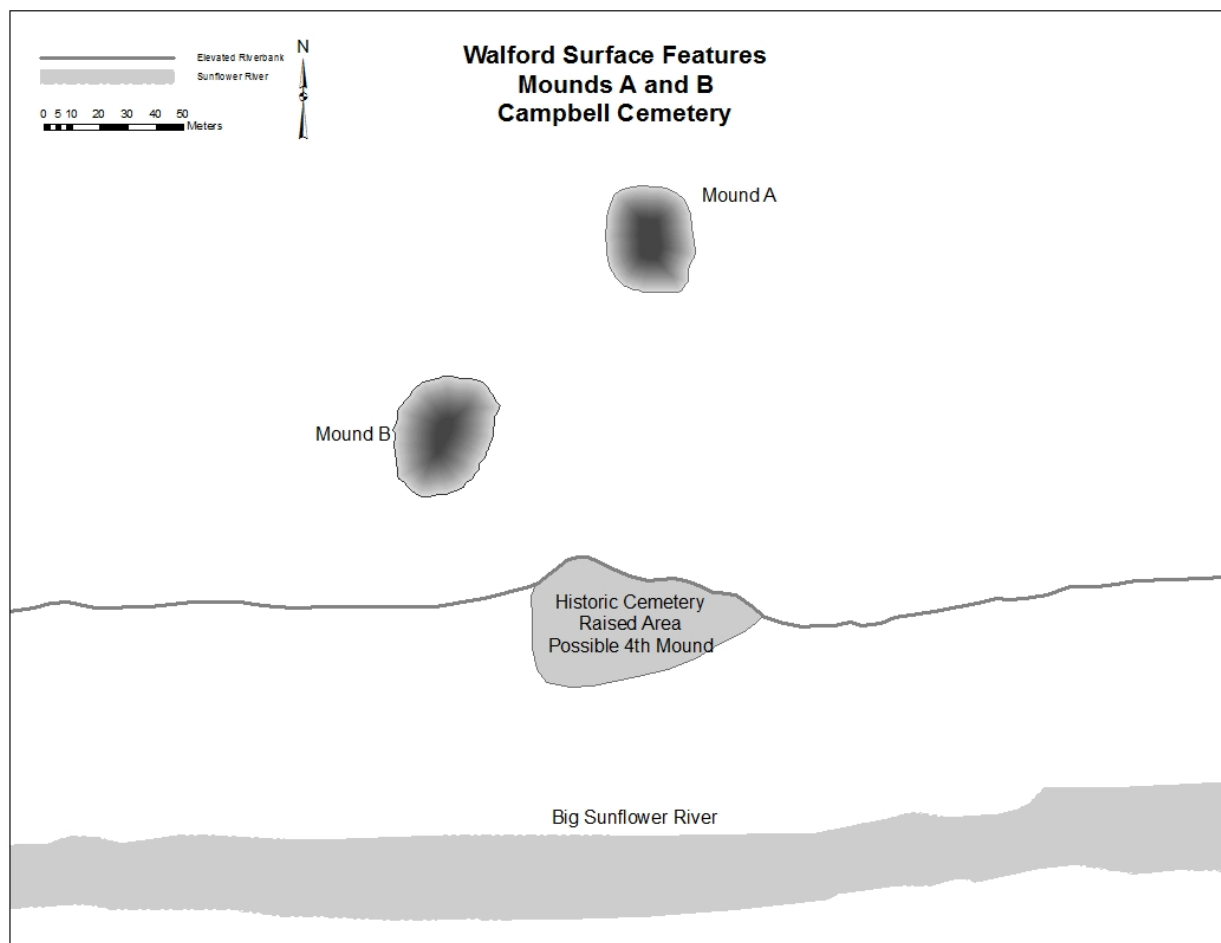 Elevated Riverbank
Sunflower River
0 5 10 20 30 40 50
Meters
N
Walford Surface Features
Mounds A and B
Campbell Cemetery
Mound A
Mound B
Historic Cemetery
Raised Area
Possible 4th Mound
Big Sunflower River